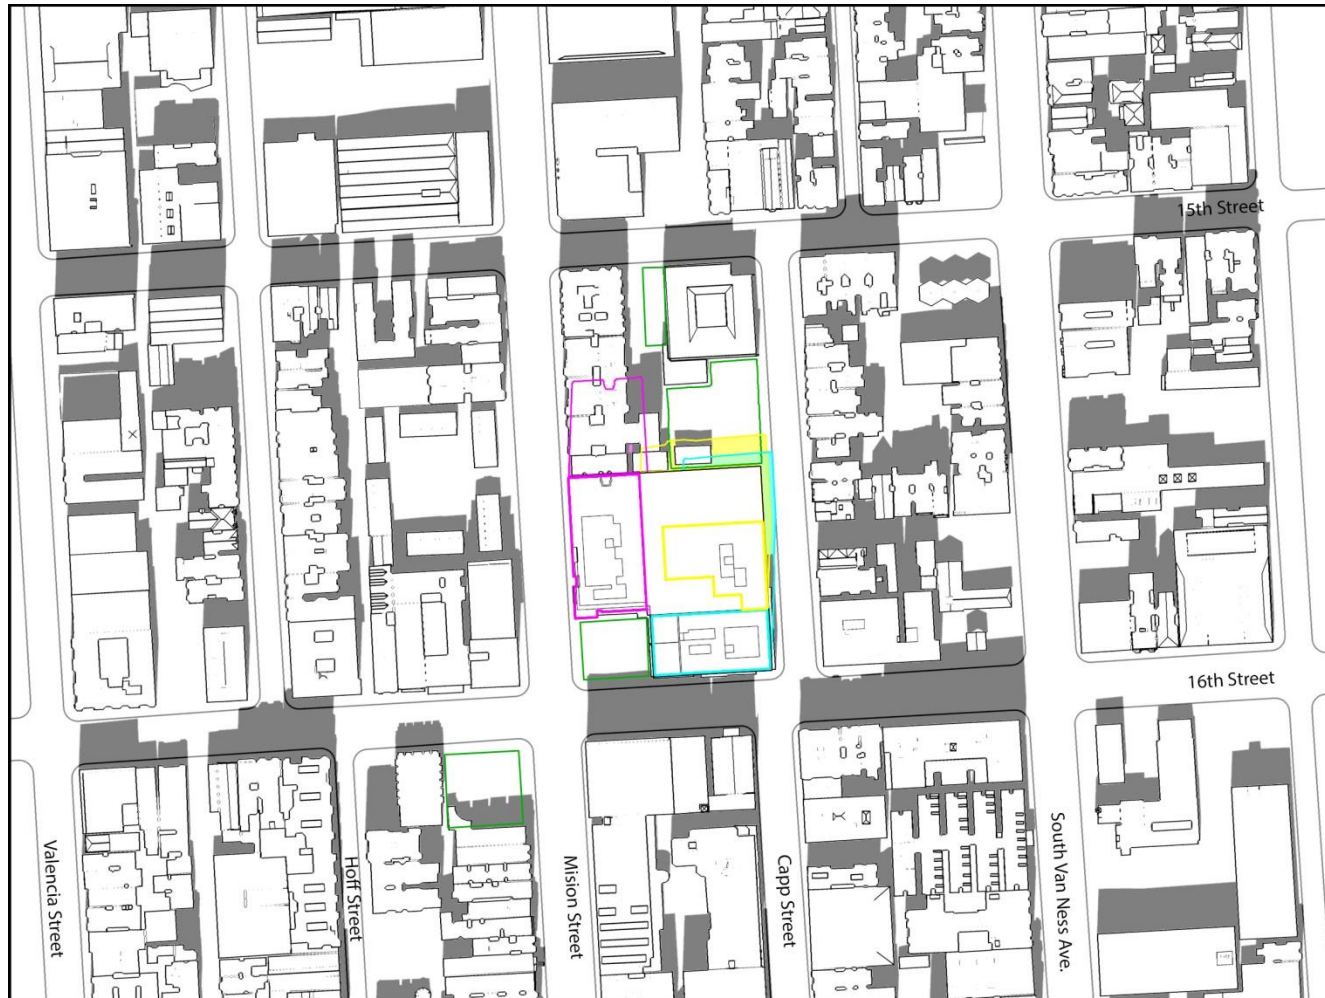 15th Street
16th Street
Valencia Street
Hoff Street
Mision Street
Capp Street
South Van Ness Ave.